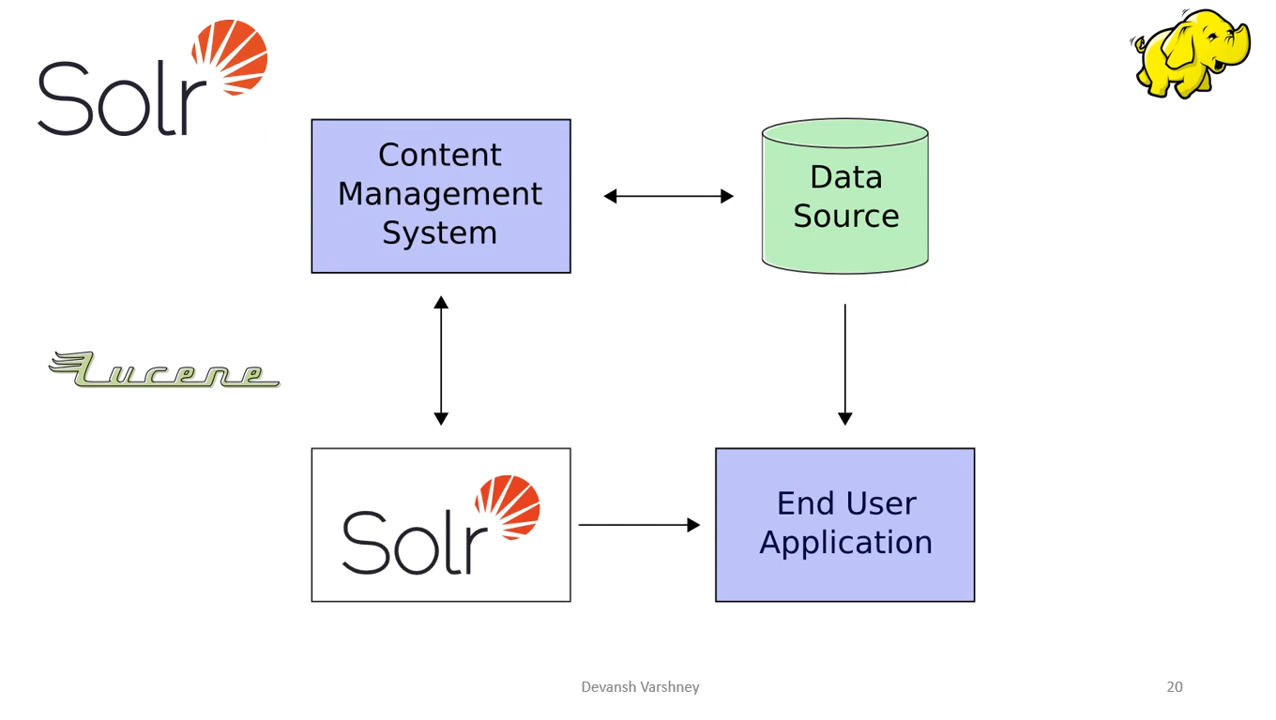 Solr
Content
Management
System
Data
Source
Lucene
Solr
End User
Application
Devansh Varshney
20